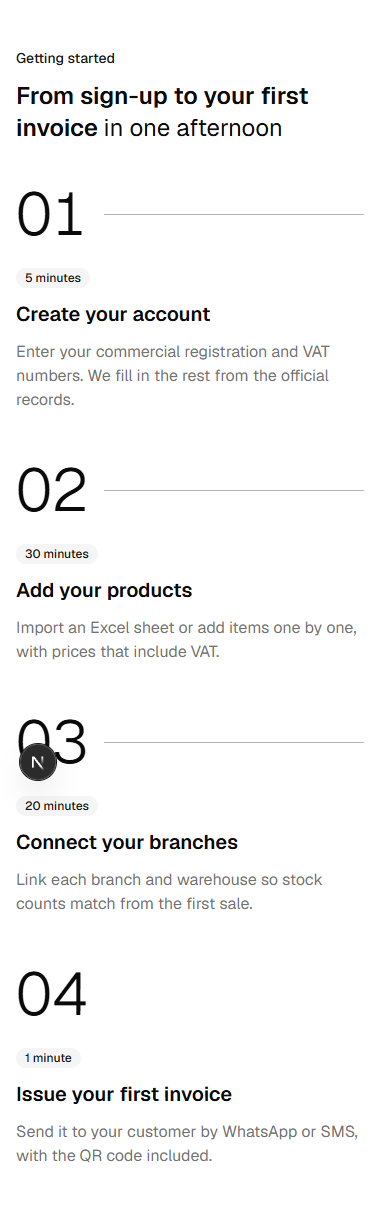 Getting started
From sign-up to your first
invoice in one afternoon
01
5 minutes
Create your account
Enter your commercial registration and VAT
numbers. We fill in the rest from the official
records.
02
30 minutes
Add your products
Import an Excel sheet or add items one by one,
with prices that include VAT.
03
N
20 minutes
Connect your branches
Link each branch and warehouse so stock
counts match from the first sale.
04
1 minute
Issue your first invoice
Send it to your customer by WhatsApp or SMS,
with the QR code included.